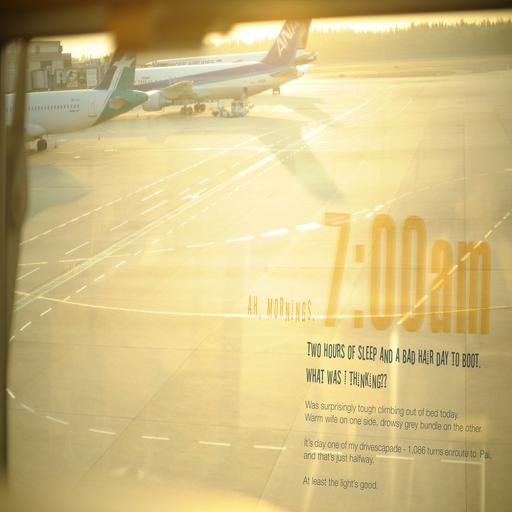 ANA
7:00am
AH, MORNINGS.
TWO HOURS OF SLEEP AND A BAD HAIR DAY TO BOOT.
WHAT WAS I THINKING??
Was surprisingly tough climbing out of bed today.
Warm wife on one side, drowsy grey bundle on the other.
It's day one of my drivescapade - 1,086 turns enroute to Pai,
and that's just halfway.
At least the light's good.